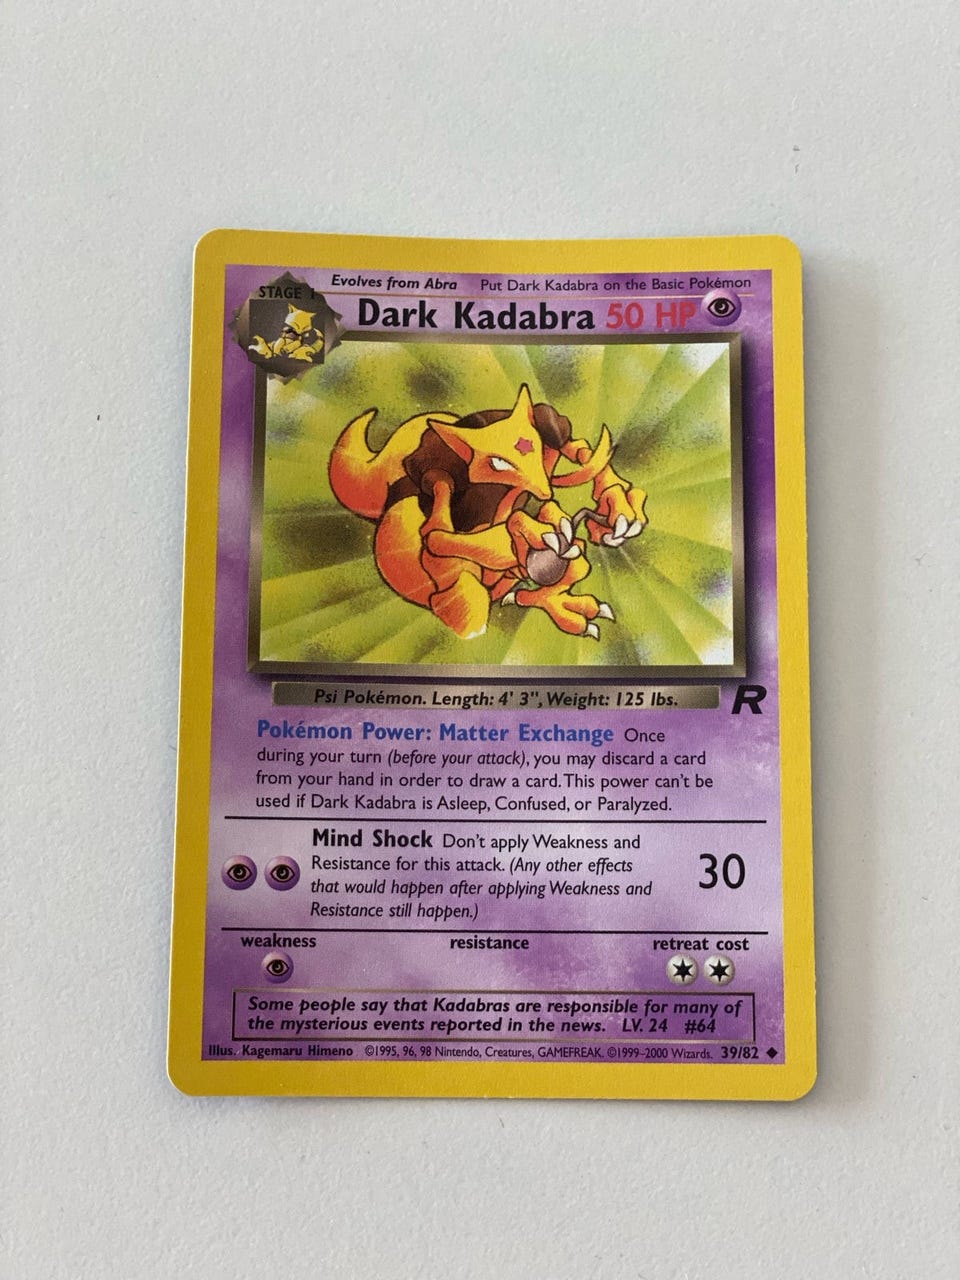 STAGE 1
Evolves from Abra Put Dark Kadabra on the Basic Pokémon
Dark Kadabra 50 HP
Psi Pokémon. Length: 4' 3", Weight: 125 lbs.
R
Pokémon Power: Matter Exchange Once
during your turn (before your attack), you may discard a card
from your hand in order to draw a card. This power can't be
used if Dark Kadabra is Asleep, Confused, or Paralyzed.
Mind Shock Don't apply Weakness and
Resistance for this attack. (Any other effects
that would happen after applying Weakness and
Resistance still happen.)
30
weakness resistance retreat cost
Some people say that Kadabras are responsible for many of
the mysterious events reported in the news. LV. 24 #64
Illus. Kagemaru Himeno ©1995, 96, 98 Nintendo, Creatures, GAMEFREAK. ©1999-2000 Wizards. 39/82